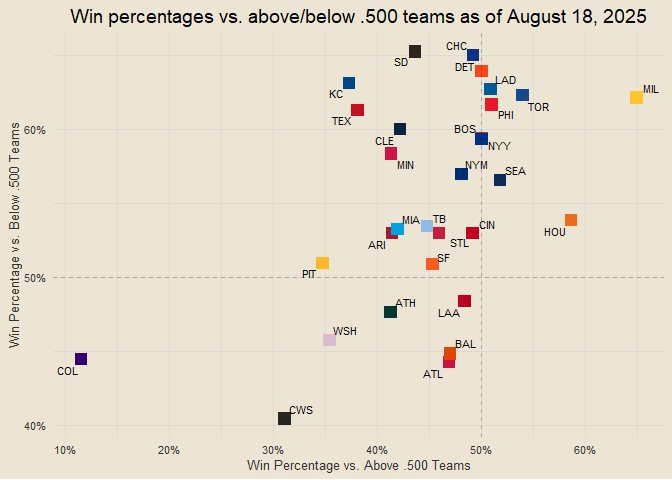 Win percentages vs. above/below .500 teams as of August 18, 2025
CHC
SD
DET
KC
LAD
MIL
TEX
PHI
TOR
60%
BOS
CLE
NYY
MIN
NYM
SEA
MIA
TB
CIN
HOU
ARI
STL
SF
PIT
50%
ATH
LAA
WSH
BAL
COL
ATL
CWS
40%
10%
20%
30%
40%
50%
60%
Win Percentage vs. Above .500 Teams
Win Percentage vs. Below .500 Teams